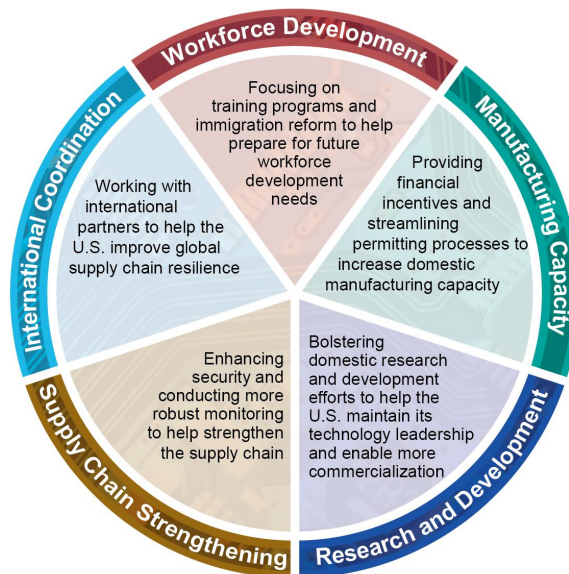 Workforce Development
Focusing on
training programs and
immigration reform to help
prepare for future
workforce
development
needs
Manufacturing Capacity
Providing
financial
incentives and
streamlining
permitting processes to
increase domestic
manufacturing capacity
Research and Development
Bolstering
domestic research
and development
efforts to help the
U.S. maintain its
technology leadership
and enable more
commercialization
Supply Chain Strengthening
Enhancing
security and
conducting more
robust monitoring
to help strengthen
the supply chain
International Coordination
Working with
international
partners to help the
U.S. improve global
supply chain resilience